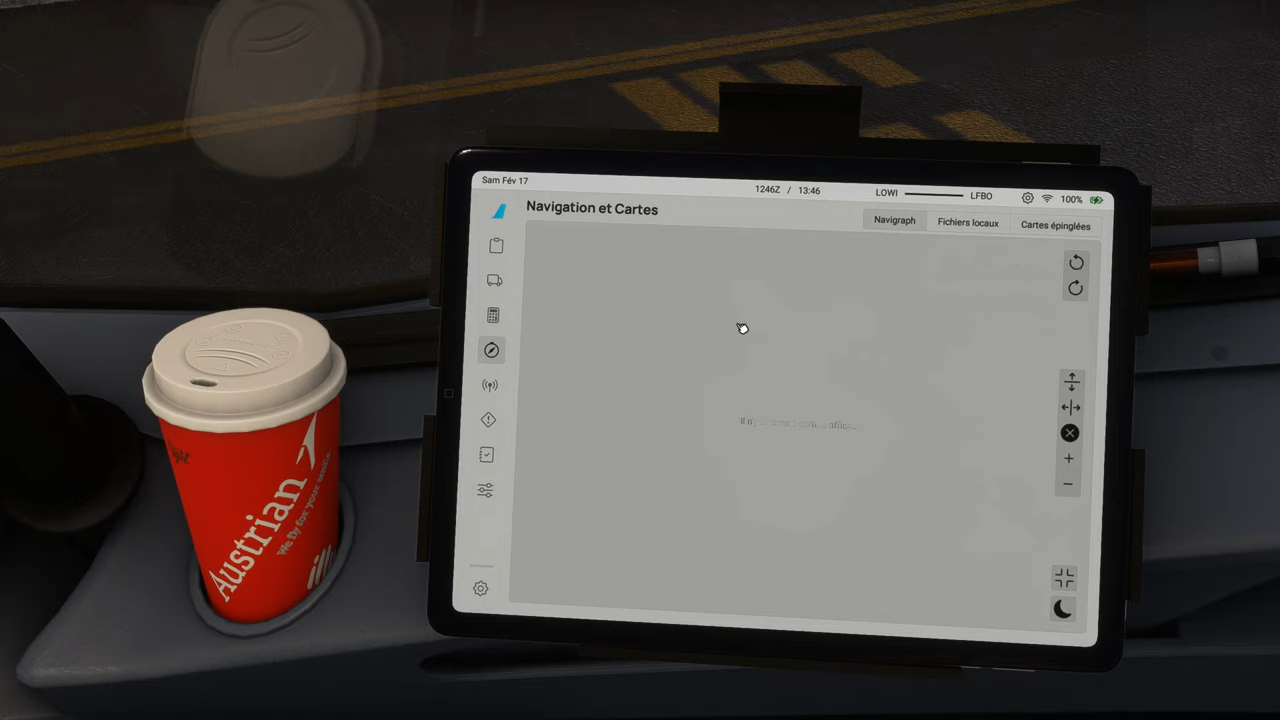 Sam Fév 17
1246Z / 13:46
LOWI LFBO
100%
Navigation et Cartes
Navigraph
Fichiers locaux
Cartes épinglées
Austrian
We fly for your smile.